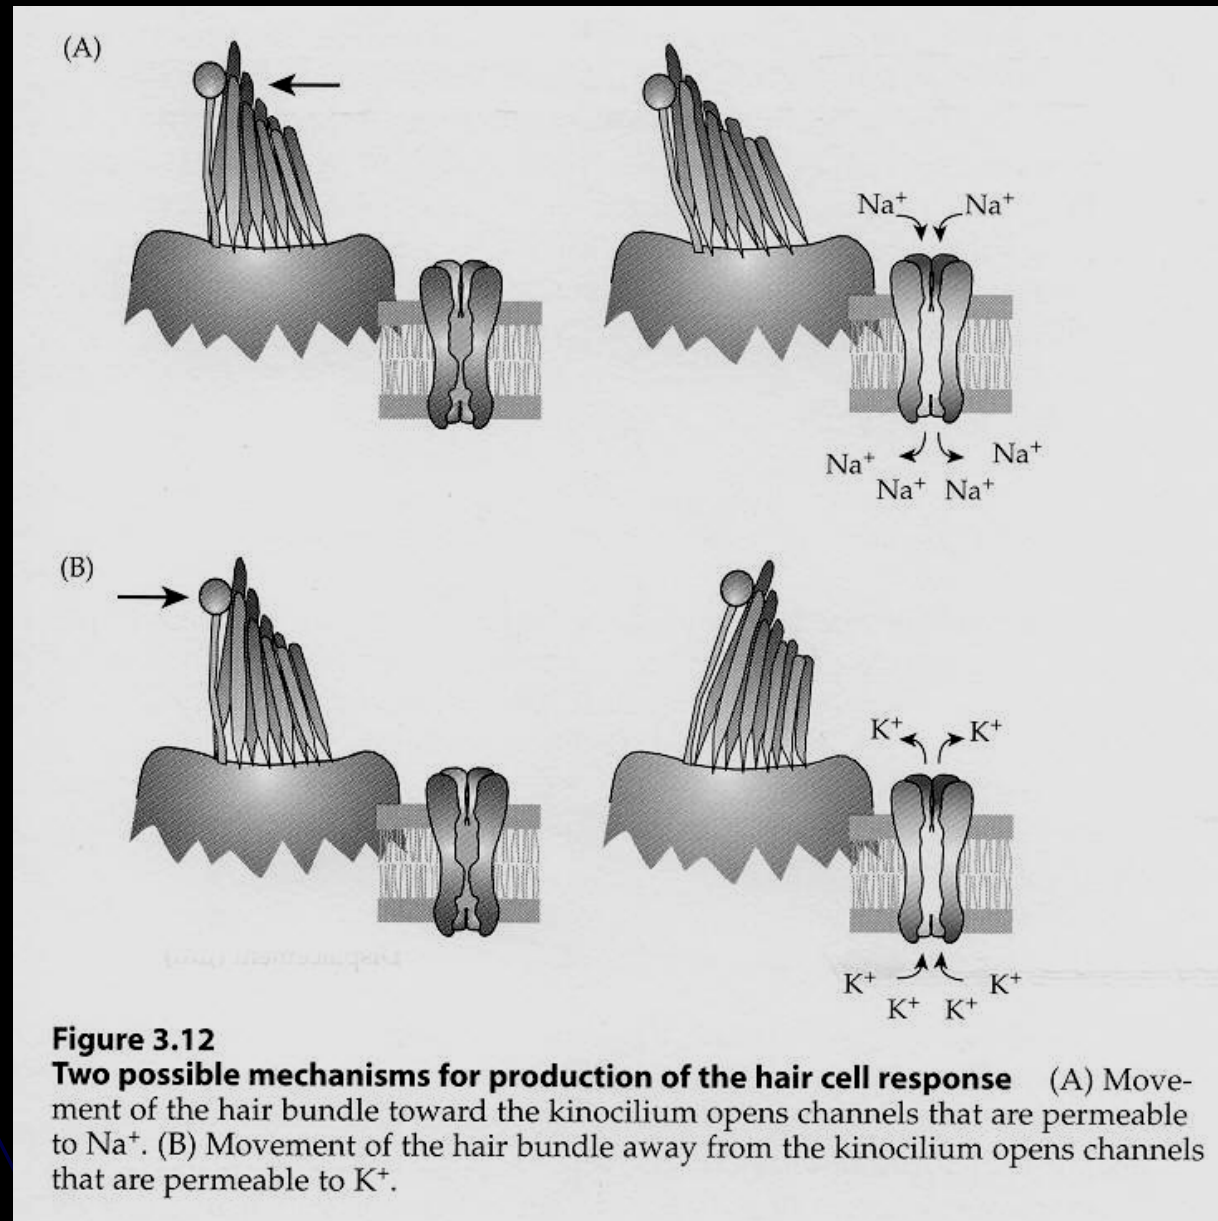 (A)
Na⁺ Na⁺
Na⁺ Na⁺
Na⁺ Na⁺
(B)
K⁺ K⁺
K⁺ K⁺
K⁺ K⁺
Figure 3.12
Two possible mechanisms for production of the hair cell response (A) Move-
ment of the hair bundle toward the kinocilium opens channels that are permeable
to Na⁺. (B) Movement of the hair bundle away from the kinocilium opens channels
that are permeable to K⁺.